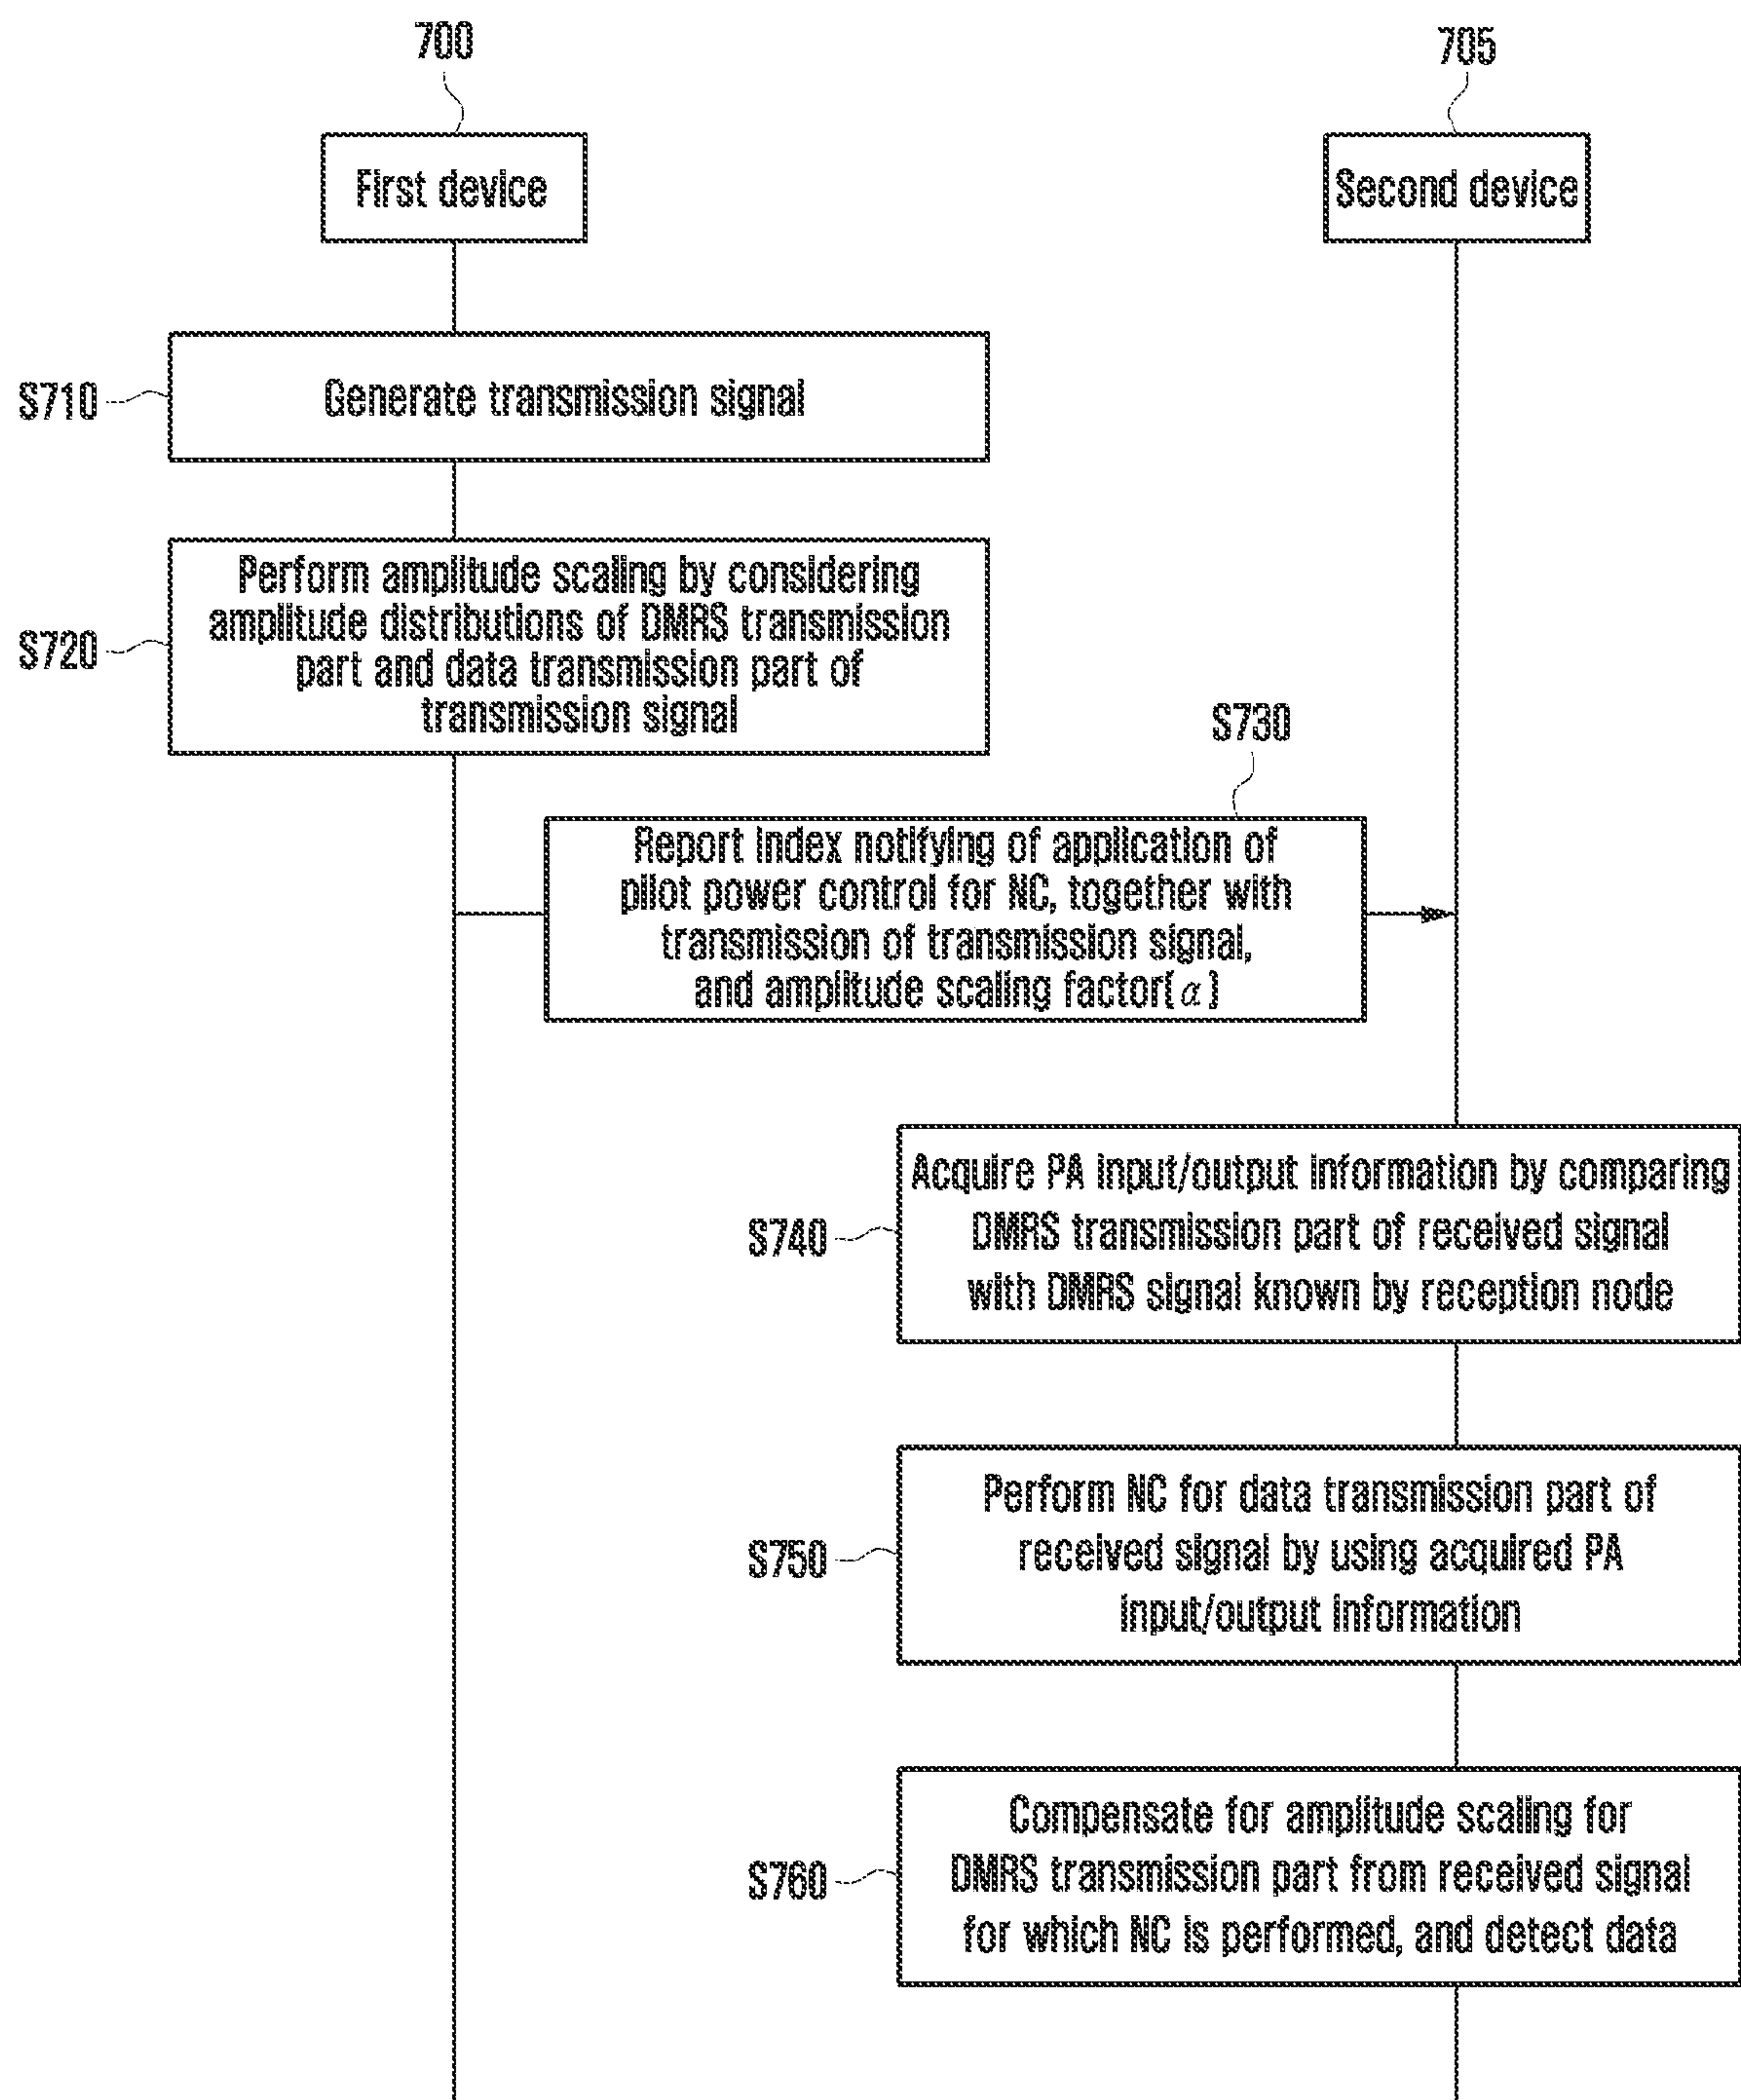 700
705
First device
Second device
S710
Generate transmission signal
S720
Perform amplitude scaling by considering
amplitude distributions of DMRS transmission
part and data transmission part of
transmission signal
S730
Report index notifying of application of
pilot power control for NC, together with
transmission of transmission signal,
and amplitude scaling factor(α)
S740
Acquire PA input/output information by comparing
DMRS transmission part of received signal
with DMRS signal known by reception node
S750
Perform NC for data transmission part of
received signal by using acquired PA
input/output information
S760
Compensate for amplitude scaling for
DMRS transmission part from received signal
for which NC is performed, and detect data